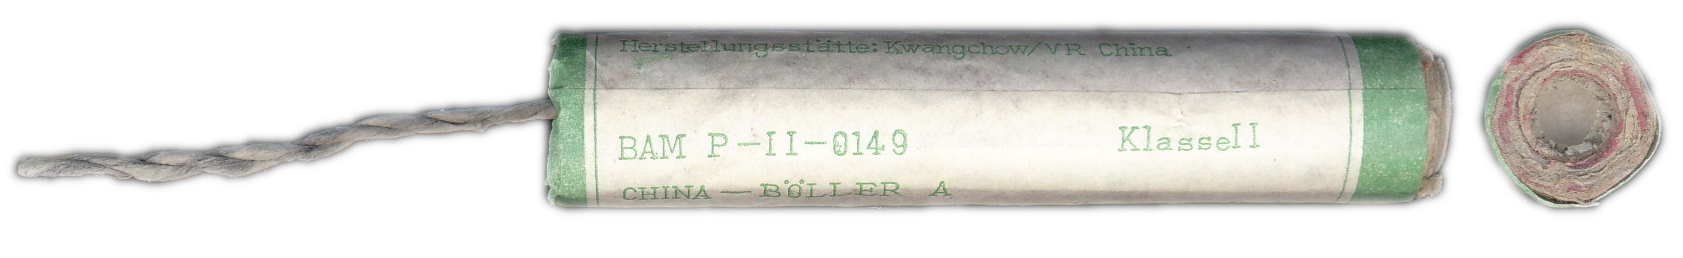 Herstellungsstätte: Kwangchow/VR China
BAM P-II-0149 KlasseII
CHINA — BÖLLER A